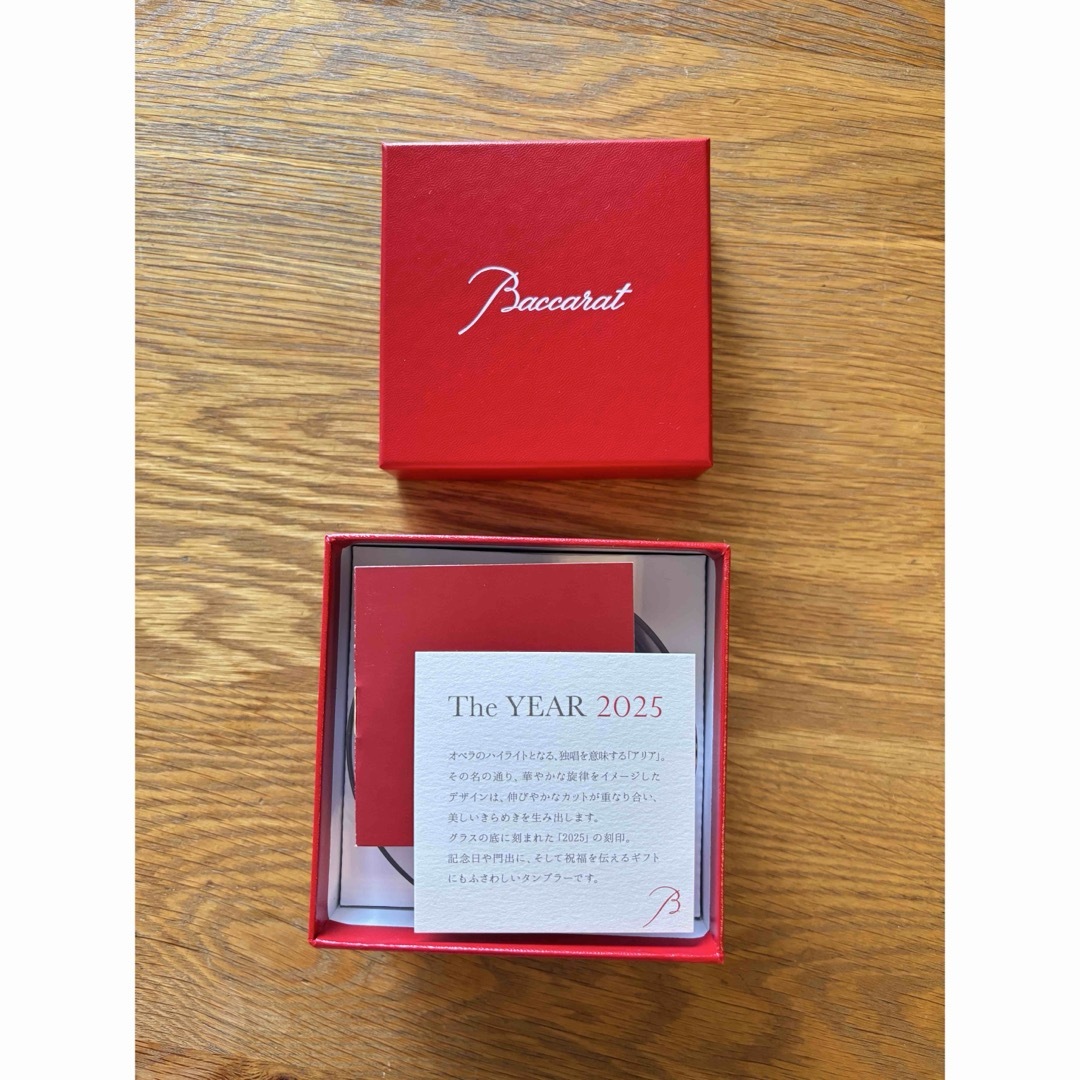 Baccarat
The YEAR 2025
オペラのハイライトとなる、独唱を意味する「アリア」。
その名の通り、華やかな旋律をイメージした
デザインは、伸びやかなカットが重なり合い、
美しいきらめきを生み出します。
グラスの底に刻まれた「2025」の刻印。
記念日や門出に、そして祝福を伝えるギフト
にもふさわしいタンブラーです。
B